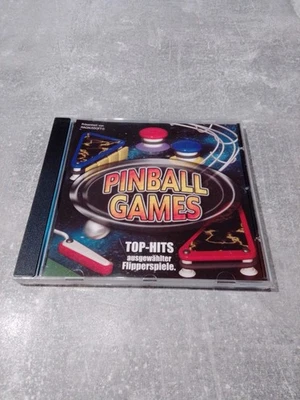 PINBALL
GAMES
TOP-HITS
ausgewählter
Flipperspiele.